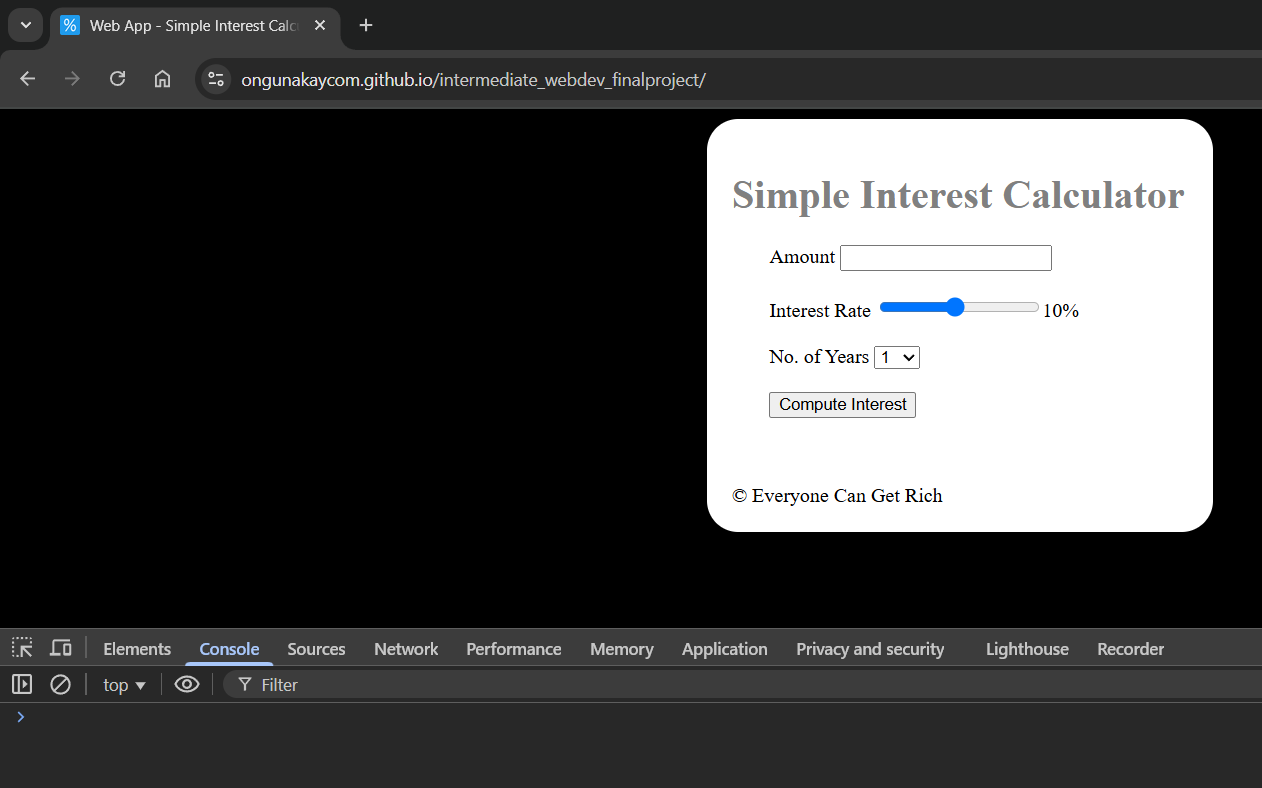 Web App - Simple Interest Calc
ongunakaycom.github.io/intermediate_webdev_finalproject/
Simple Interest Calculator
Amount
Interest Rate 10%
No. of Years 1
Compute Interest
© Everyone Can Get Rich
Elements Console Sources Network Performance Memory Application Privacy and security Lighthouse Recorder
top Filter